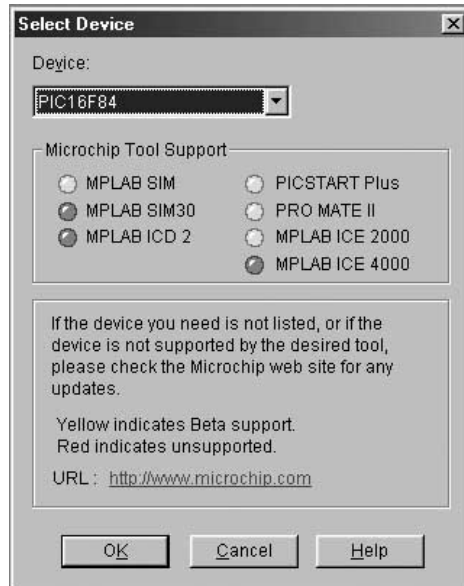 Select Device
Device:
PIC16F84
Microchip Tool Support
MPLAB SIM
PICSTART Plus
MPLAB SIM30
PRO MATE II
MPLAB ICD 2
MPLAB ICE 2000
MPLAB ICE 4000
If the device you need is not listed, or if the
device is not supported by the desired tool,
please check the Microchip web site for any
updates.
Yellow indicates Beta support.
Red indicates unsupported.
URL : http://www.microchip.com
OK
Cancel
Help